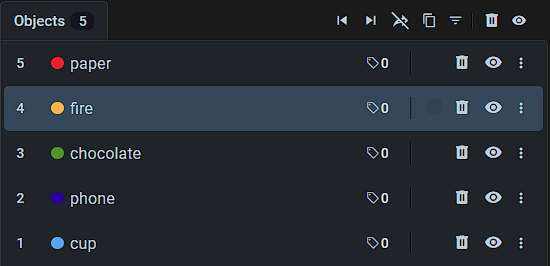 Objects 5
5 paper 0
4 fire 0
3 chocolate 0
2 phone 0
1 cup 0